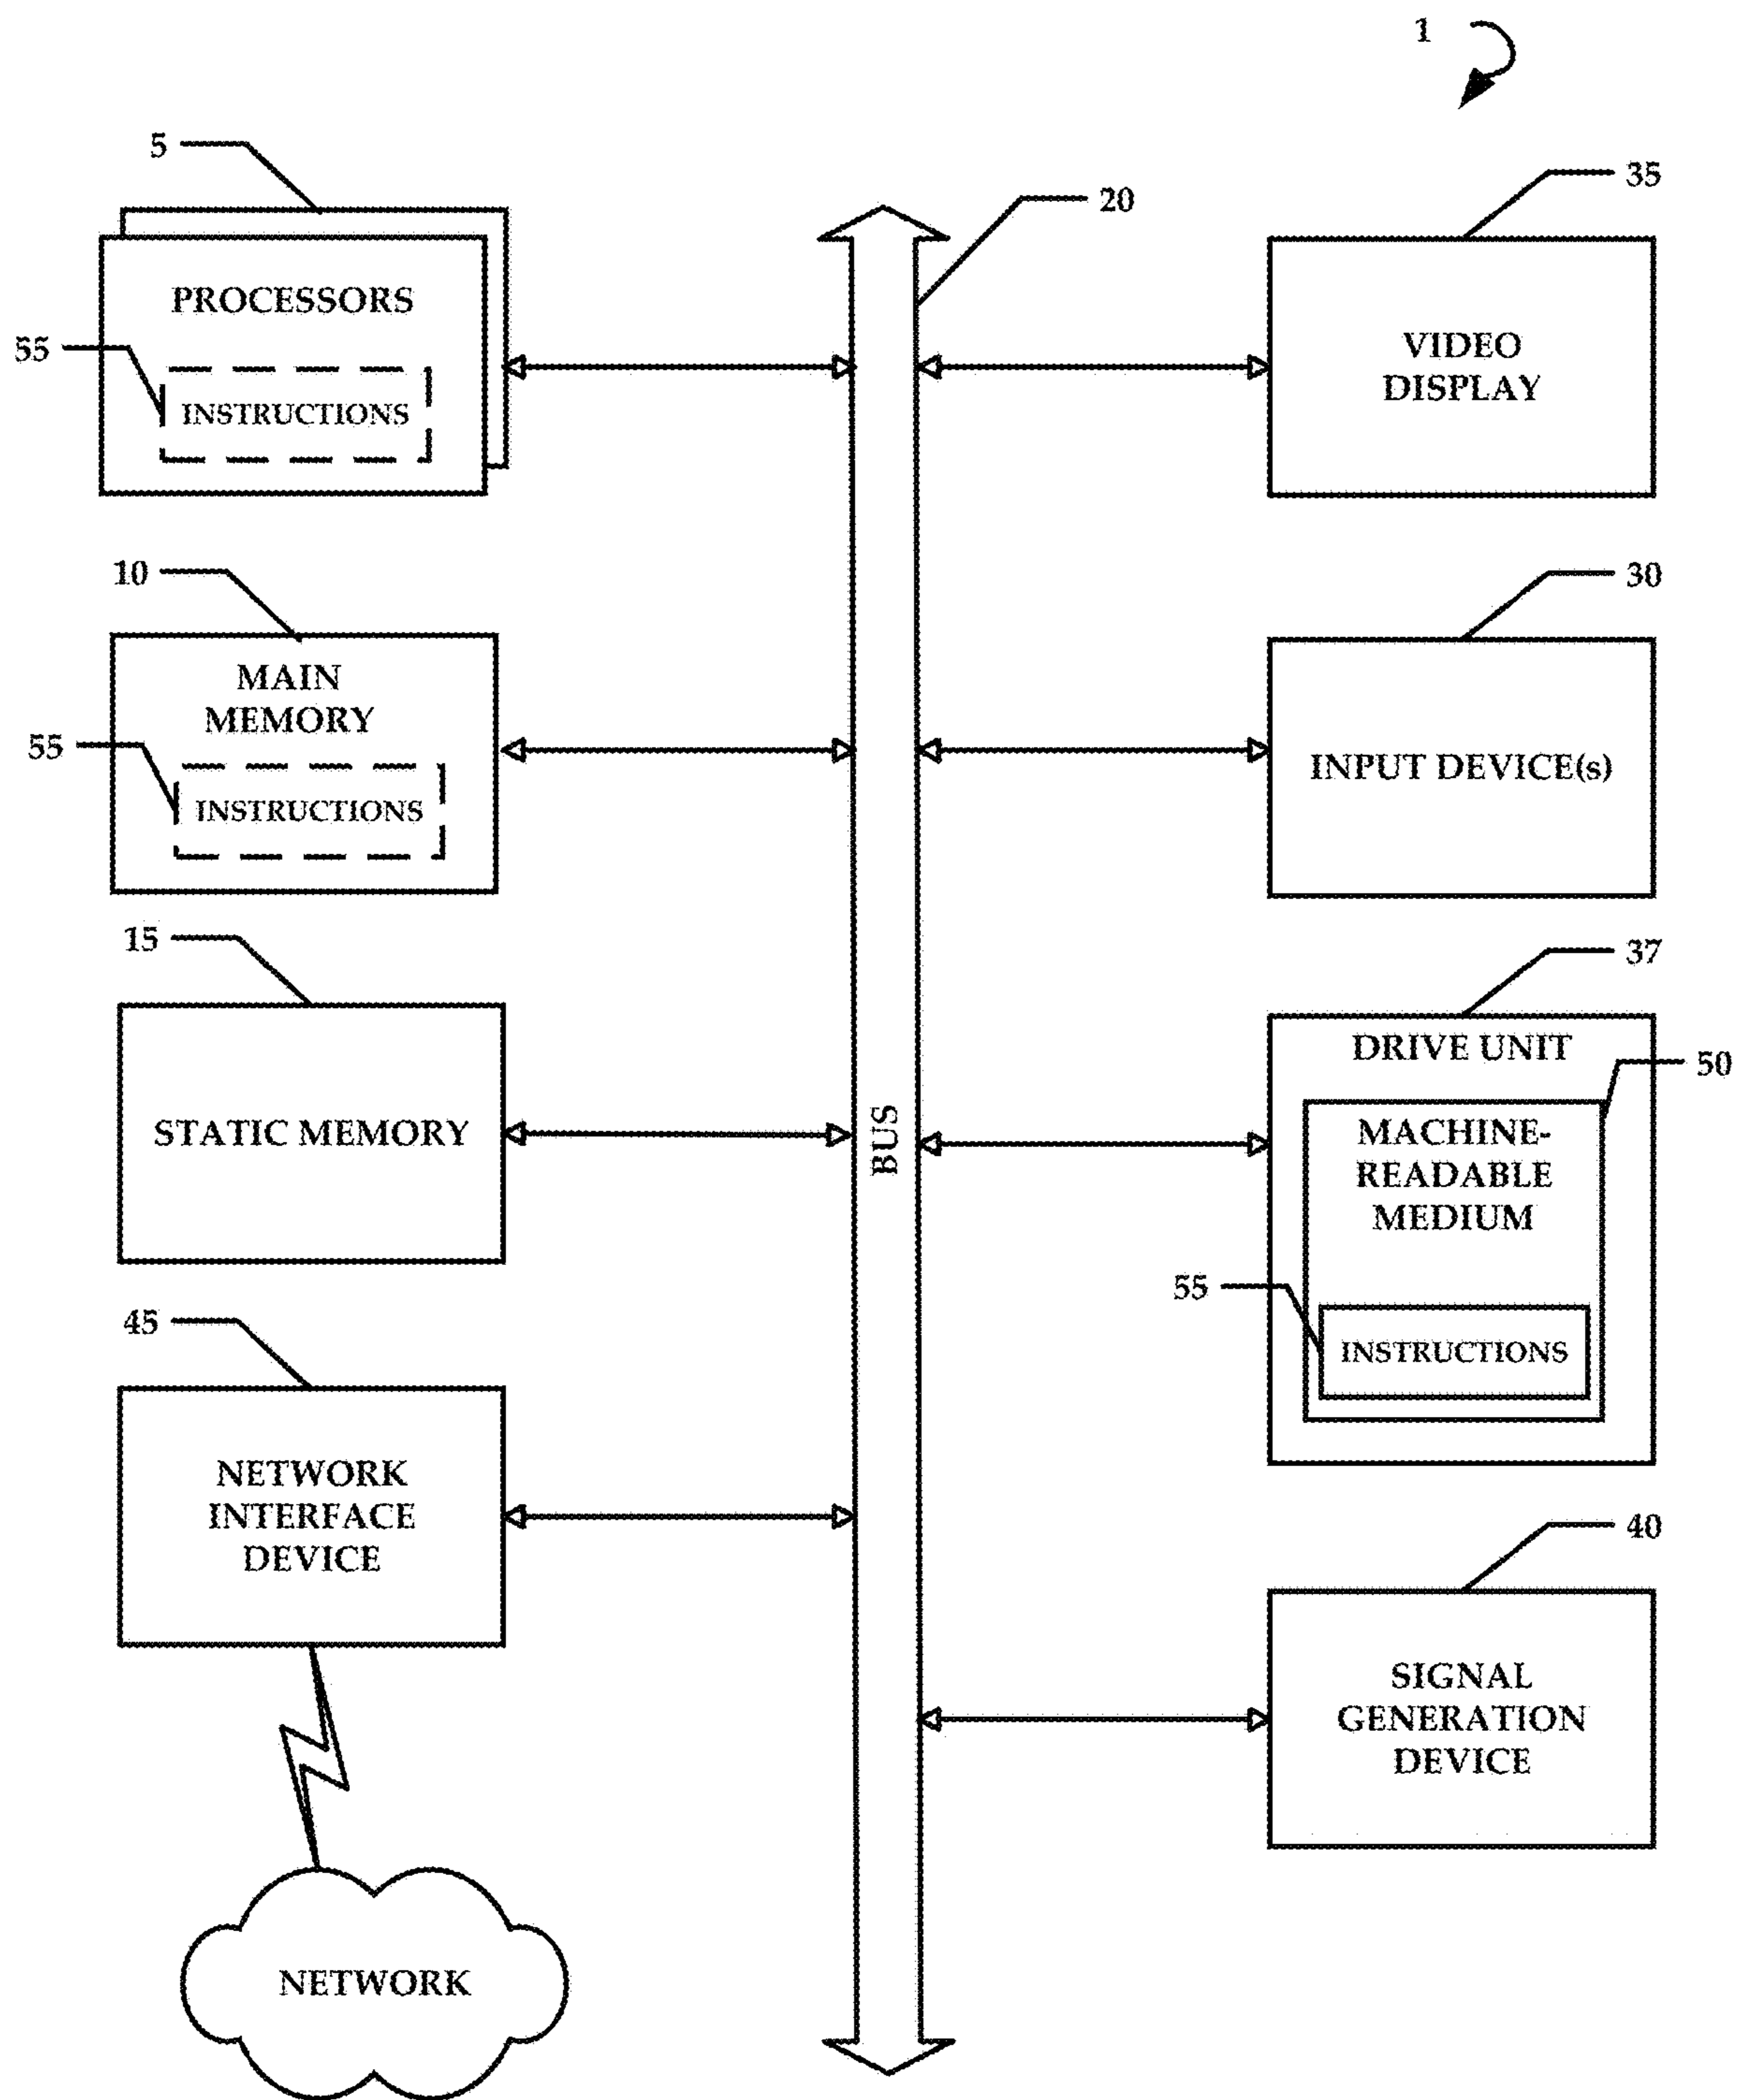 1
5
PROCESSORS
55
INSTRUCTIONS
10
MAIN
MEMORY
55
INSTRUCTIONS
15
STATIC MEMORY
45
NETWORK
INTERFACE
DEVICE
NETWORK
20
BUS
35
VIDEO
DISPLAY
30
INPUT DEVICE(s)
37
DRIVE UNIT
50
MACHINE-
READABLE
MEDIUM
55
INSTRUCTIONS
40
SIGNAL
GENERATION
DEVICE